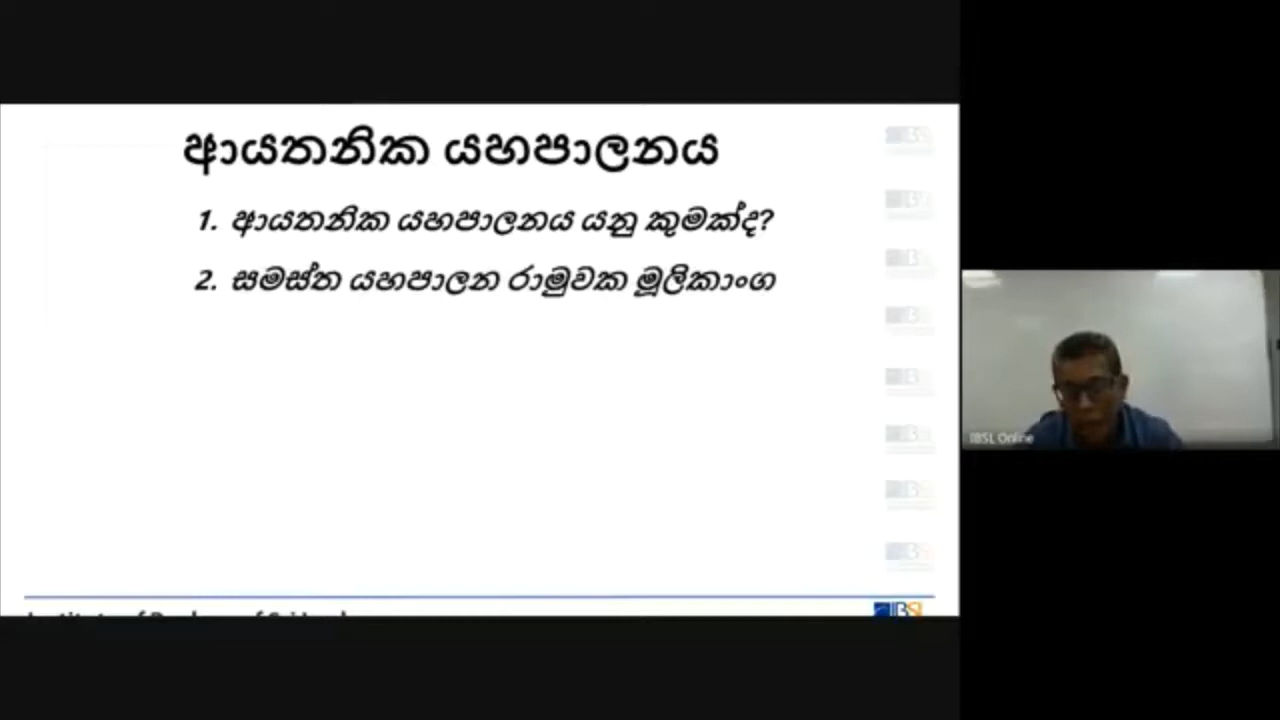 ආයතනික යහපාලනය
1. ආයතනික යහපාලනය යනු කුමක්ද?
2. සමස්ත යහපාලන රාමුවක මූලිකාංග
IBSL Online